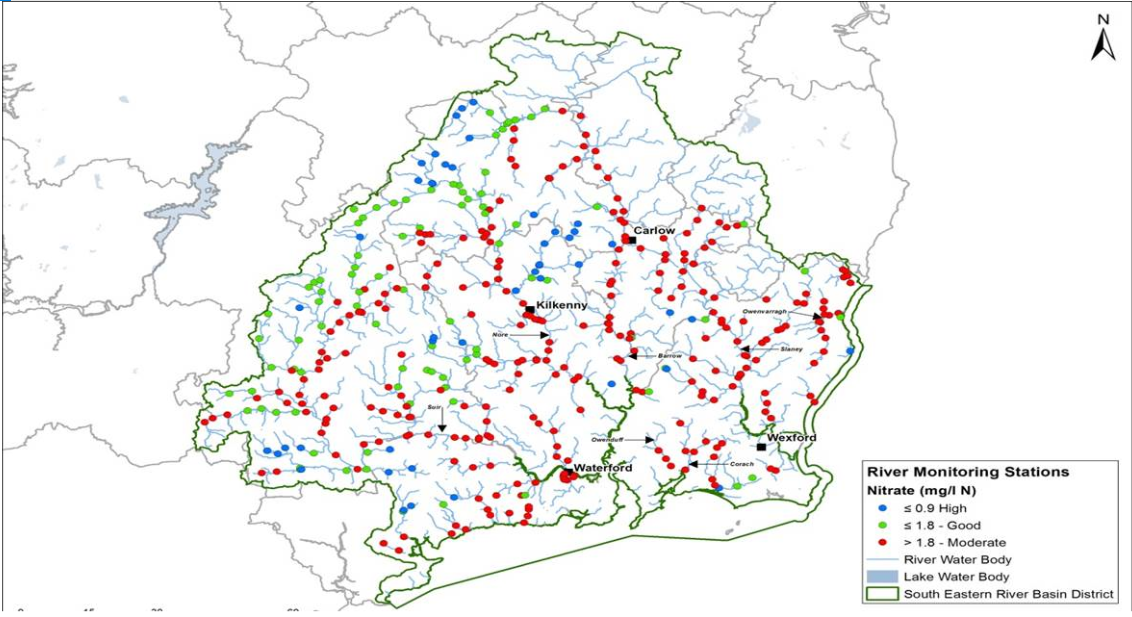 N
Carlow
Kilkenny
Owenvarragh
Nore
Slaney
Barrow
Suir
Owenduff
Wexford
Corach
Waterford
River Monitoring Stations
Nitrate (mg/l N)
≤ 0.9 High
≤ 1.8 - Good
> 1.8 - Moderate
River Water Body
Lake Water Body
South Eastern River Basin District